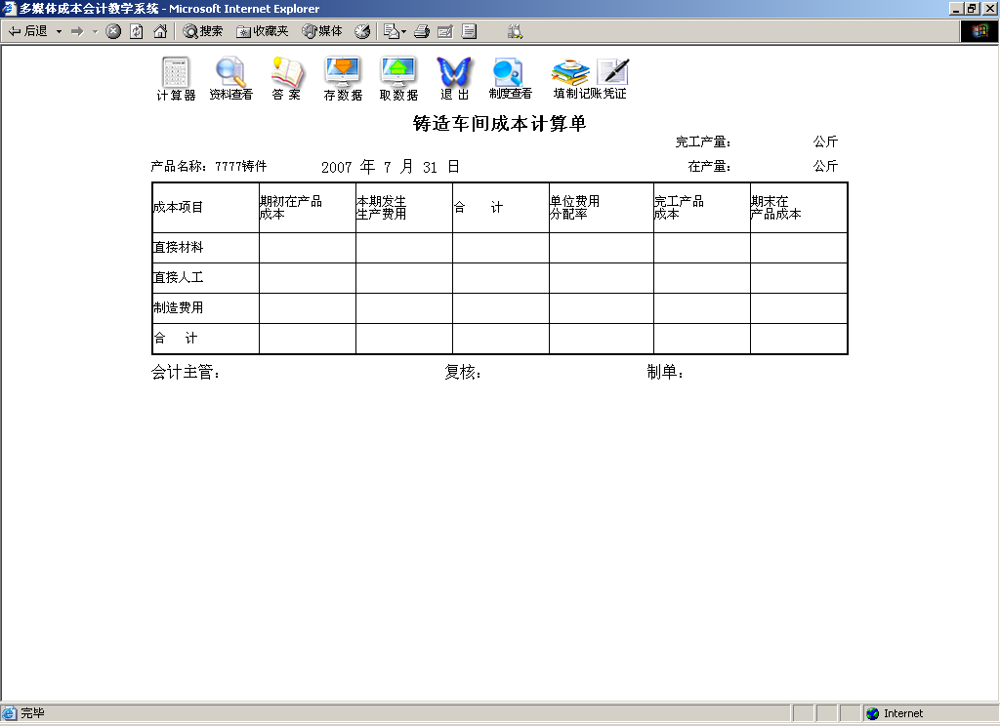 多媒体成本会计教学系统 - Microsoft Internet Explorer
后退 搜索 收藏夹 媒体
计算器 资料查看 答 案 存数据 取数据 退 出 制度查看 填制记账凭证
铸造车间成本计算单
完工产量: 公斤
产品名称: 7777铸件 2007 年 7 月 31 日 在产量: 公斤
成本项目 期初在产品 本期发生 合 计 单位费用 完工产品 期末在
成本 生产费用 分配率 成本 产品成本
直接材料
直接人工
制造费用
合 计
会计主管: 复核: 制单:
完毕 Internet